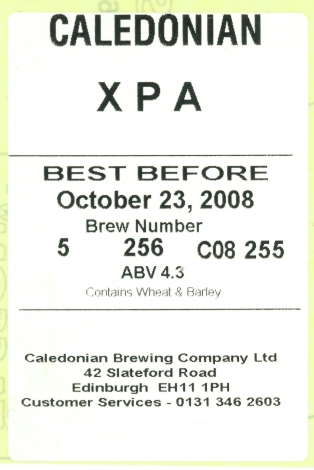 CALEDONIAN
X P A
BEST BEFORE
October 23, 2008
Brew Number
5 256 C08 255
ABV 4.3
Contains Wheat & Barley
Caledonian Brewing Company Ltd
42 Slateford Road
Edinburgh EH11 1PH
Customer Services - 0131 346 2603